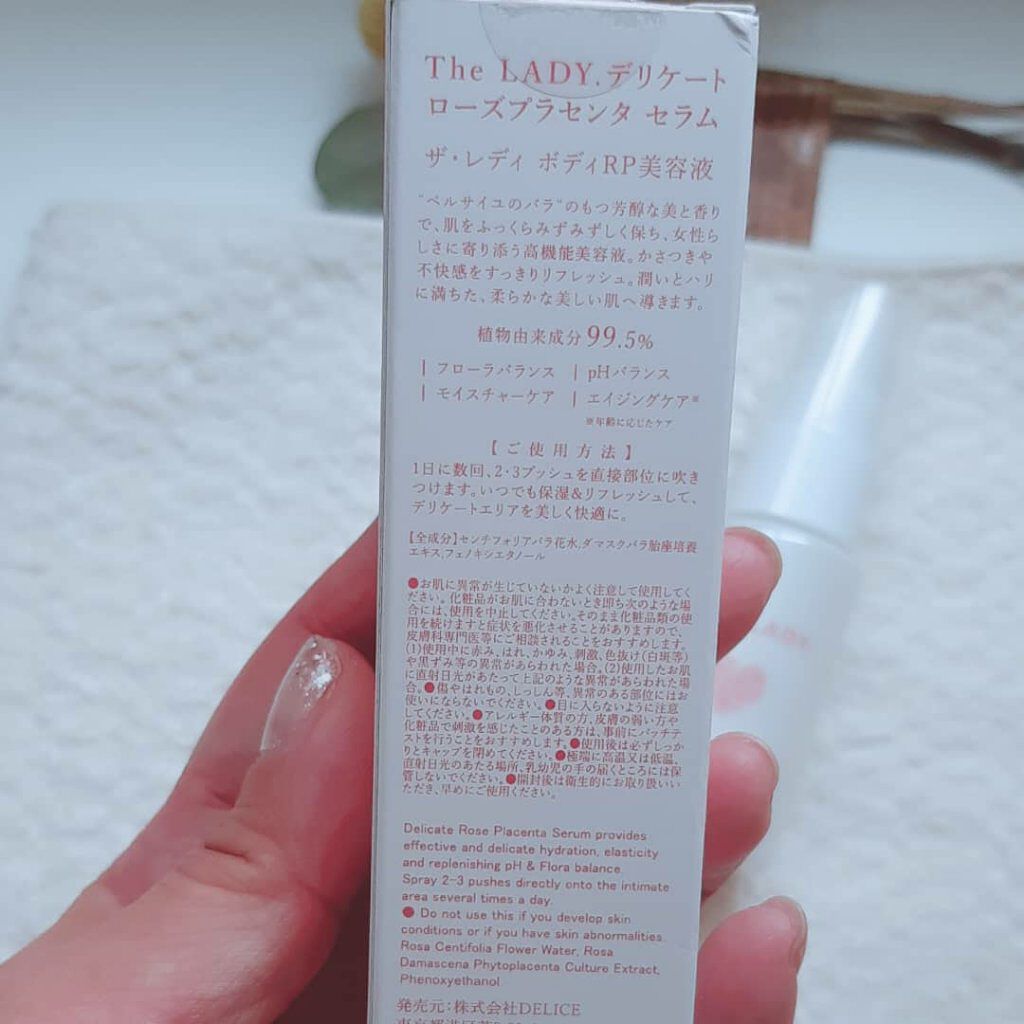 The LADY.デリケート
ローズプラセンタ セラム
ザ・レディ ボディRP美容液
"ベルサイユのバラ"のもつ芳醇な美と香り
で、肌をふっくらみずみずしく保ち、女性ら
しさに寄り添う高機能美容液。かさつきや
不快感をすっきりリフレッシュ。潤いとハリ
に満ちた、柔らかな美しい肌へ導きます。
植物由来成分99.5%
| フローラバランス | pHバランス
| モイスチャーケア | エイジングケア※
※年齢に応じたケア
【ご使用方法】
1日に数回、2・3プッシュを直接部位に吹き
つけます。いつでも保湿&リフレッシュして、
デリケートエリアを美しく快適に。
【全成分】センチフォリアバラ花水,ダマスクバラ胎座培養
エキス,フェノキシエタノール
●お肌に異常が生じていないかよく注意して使用してく
ださい。化粧品がお肌に合わないとき即ち次のような場
合には、使用を中止してください。そのまま化粧品類の使
用を続けますと症状を悪化させることがありますので、
皮膚科専門医等にご相談されることをおすすめします。
(1)使用中に赤み、はれ、かゆみ、刺激、色抜け(白斑等)
や黒ずみ等の異常があらわれた場合。(2)使用したお肌
に直射日光があたって上記のような異常があらわれた場
合。●傷やはれもの、しっしん等、異常のある部位にはお
使いにならないでください。●目に入らないように注意
してください。●アレルギー体質の方、皮膚の弱い方や
化粧品で刺激を感じたことのある方は、事前にパッチテ
ストを行うことをおすすめします。●使用後は必ずしっか
りとキャップを閉めてください。●極端に高温又は低温、
直射日光のあたる場所、乳幼児の手の届くところには保
管しないでください。●開封後は衛生的にお取り扱いい
ただき、早めにご使用ください。
Delicate Rose Placenta Serum provides
effective and delicate hydration, elasticity
and replenishing pH & Flora balance
Spray 2-3 pushes directly onto the intimate
area several times a day.
● Do not use this if you develop skin
conditions or if you have skin abnormalities
Rosa Centifolia Flower Water, Rosa
Damascena Phytoplacenta Culture Extract,
Phenoxyethanol
発売元:株式会社DELICE
LADY